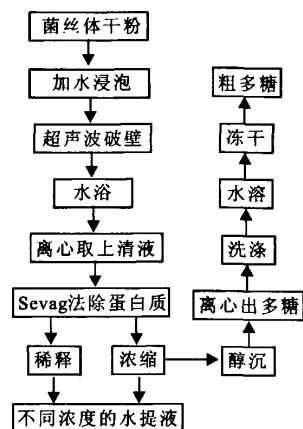 菌丝体干粉
加水浸泡
超声波破壁
水浴
离心取上清液
Sevag法除蛋白质
稀释
浓缩
不同浓度的水提液
醇沉
离心出多糖
洗涤
水溶
冻干
粗多糖